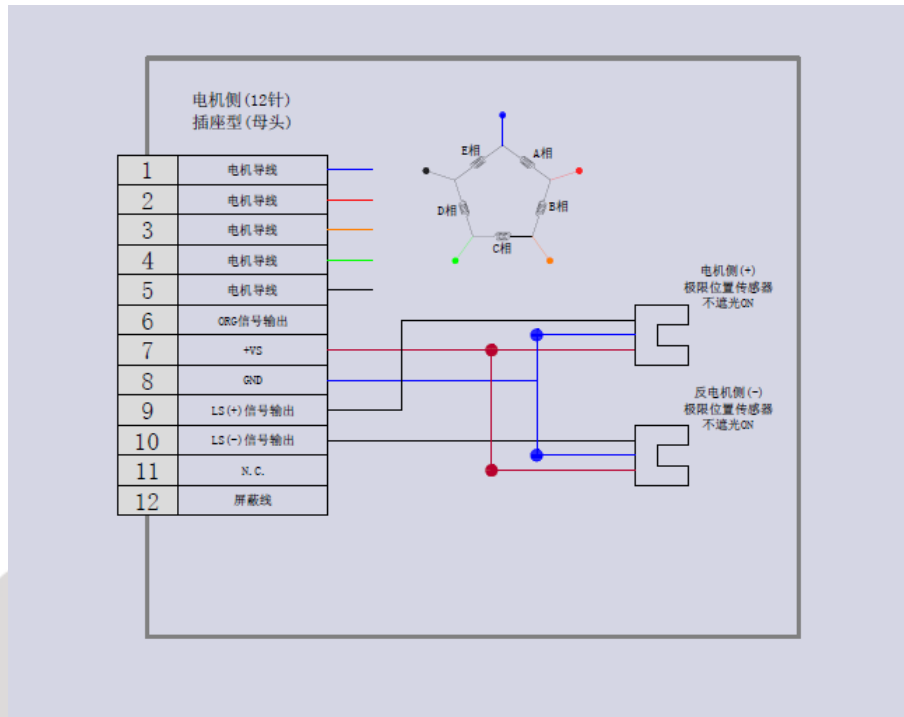 电机侧(12针)
插座型(母头)
1 电机导线
2 电机导线
3 电机导线
4 电机导线
5 电机导线
6 ORG信号输出
7 +VS
8 GND
9 LS(+)信号输出
10 LS(-)信号输出
11 N.C.
12 屏蔽线
E相
A相
D相
B相
C相
电机侧(+)
极限位置传感器
不遮光ON
反电机侧(-)
极限位置传感器
不遮光ON